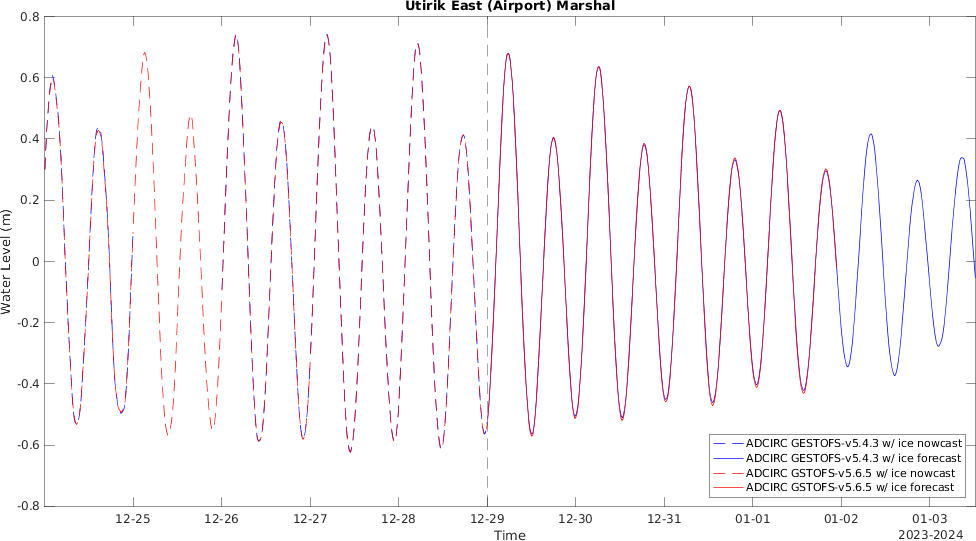 Utirik East (Airport) Marshal
0.8
0.6
0.4
0.2
0
-0.2
-0.4
-0.6
-0.8
Water Level (m)
ADCIRC GESTOFS-v5.4.3 w/ ice nowcast
ADCIRC GESTOFS-v5.4.3 w/ ice forecast
ADCIRC GSTOFS-v5.6.5 w/ ice nowcast
ADCIRC GSTOFS-v5.6.5 w/ ice forecast
12-25 12-26 12-27 12-28 12-29 12-30 12-31 01-01 01-02 01-03
Time
2023-2024